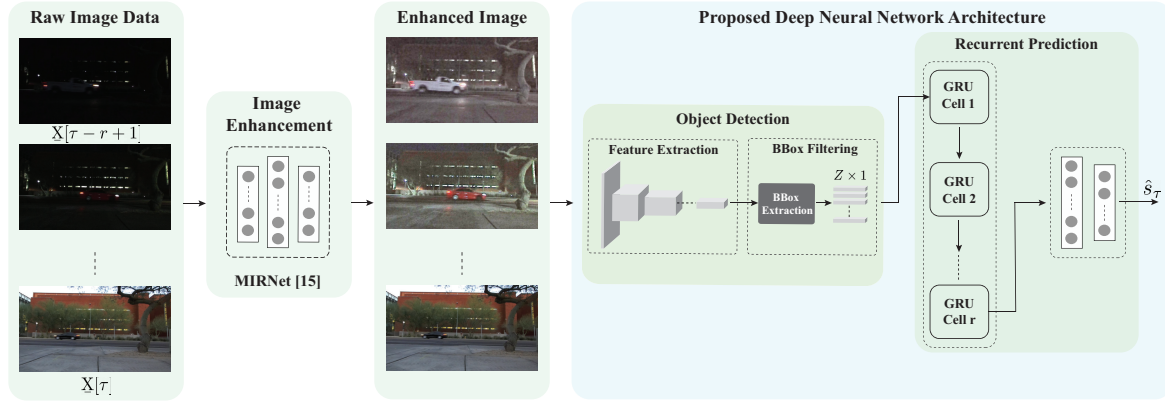 Raw Image Data
X[τ − r + 1]
X[τ]
Image
Enhancement
MIRNet [15]
Enhanced Image
Proposed Deep Neural Network Architecture
Object Detection
Feature Extraction
BBox Filtering
BBox
Extraction
Z × 1
Recurrent Prediction
GRU
Cell 1
GRU
Cell 2
GRU
Cell r
ŝτ